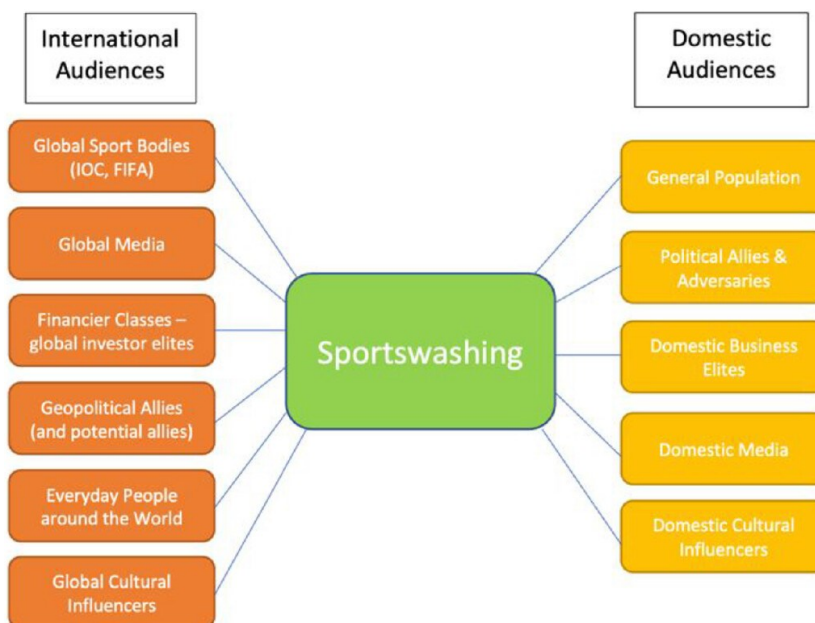 International
Audiences
Global Sport Bodies
(IOC, FIFA)
Global Media
Financier Classes –
global investor elites
Geopolitical Allies
(and potential allies)
Everyday People
around the World
Global Cultural
Influencers
Sportswashing
Domestic
Audiences
General Population
Political Allies &
Adversaries
Domestic Business
Elites
Domestic Media
Domestic Cultural
Influencers